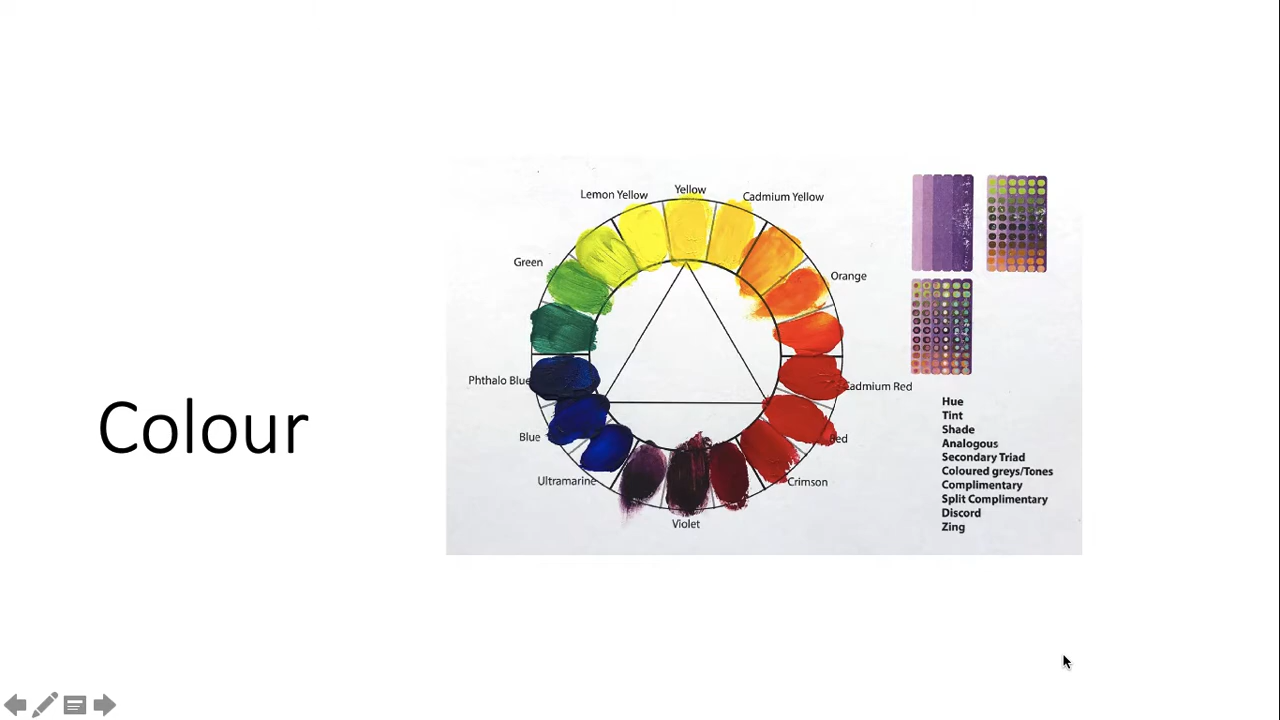 Colour
Lemon Yellow
Yellow
Cadmium Yellow
Green
Orange
Phthalo Blue
Cadmium Red
Blue
Red
Ultramarine
Crimson
Violet
Hue
Tint
Shade
Analogous
Secondary Triad
Coloured greys/Tones
Complimentary
Split Complimentary
Discord
Zing